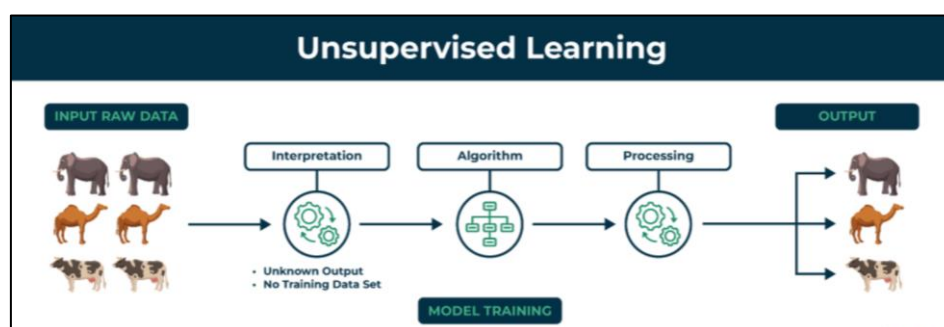 Unsupervised Learning
INPUT RAW DATA
OUTPUT
Interpretation
Algorithm
Processing
• Unknown Output
• No Training Data Set
MODEL TRAINING